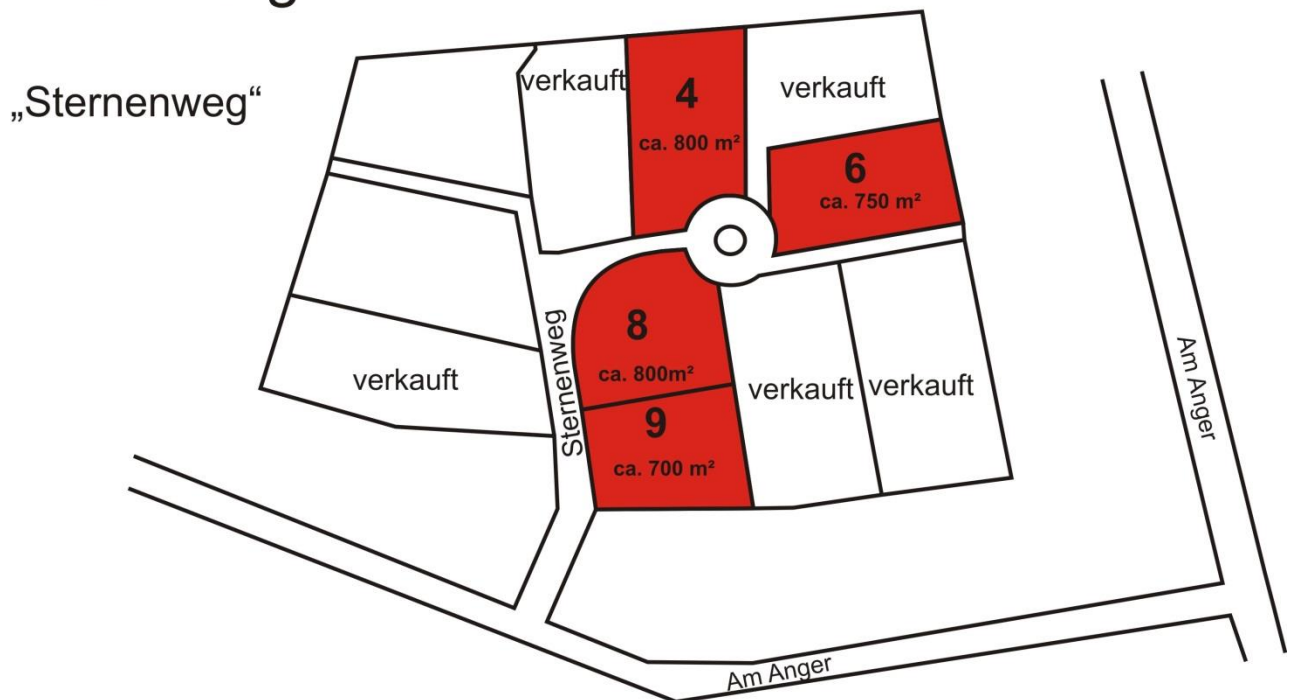 „Sternenweg“
verkauft
4
ca. 800 m²
verkauft
6
ca. 750 m²
8
ca. 800m²
Sternenweg
verkauft
verkauft
verkauft
9
ca. 700 m²
Am Anger
Am Anger